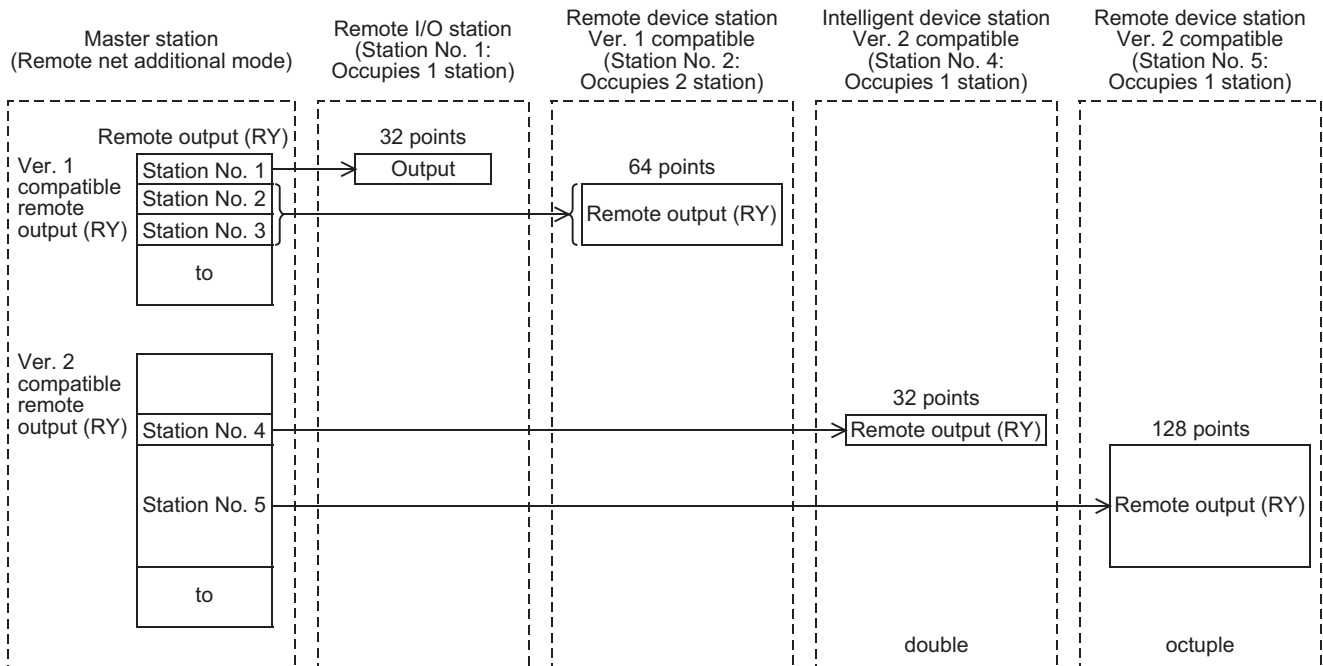 Master station
(Remote net additional mode)
Remote I/O station
(Station No. 1:
Occupies 1 station)
Remote device station
Ver. 1 compatible
(Station No. 2:
Occupies 2 station)
Intelligent device station
Ver. 2 compatible
(Station No. 4:
Occupies 1 station)
Remote device station
Ver. 2 compatible
(Station No. 5:
Occupies 1 station)
Remote output (RY)
Ver. 1
compatible
remote
output (RY)
Station No. 1
Station No. 2
Station No. 3
to
32 points
Output
64 points
Remote output (RY)
Ver. 2
compatible
remote
output (RY)
Station No. 4
Station No. 5
to
32 points
Remote output (RY)
128 points
Remote output (RY)
double
octuple